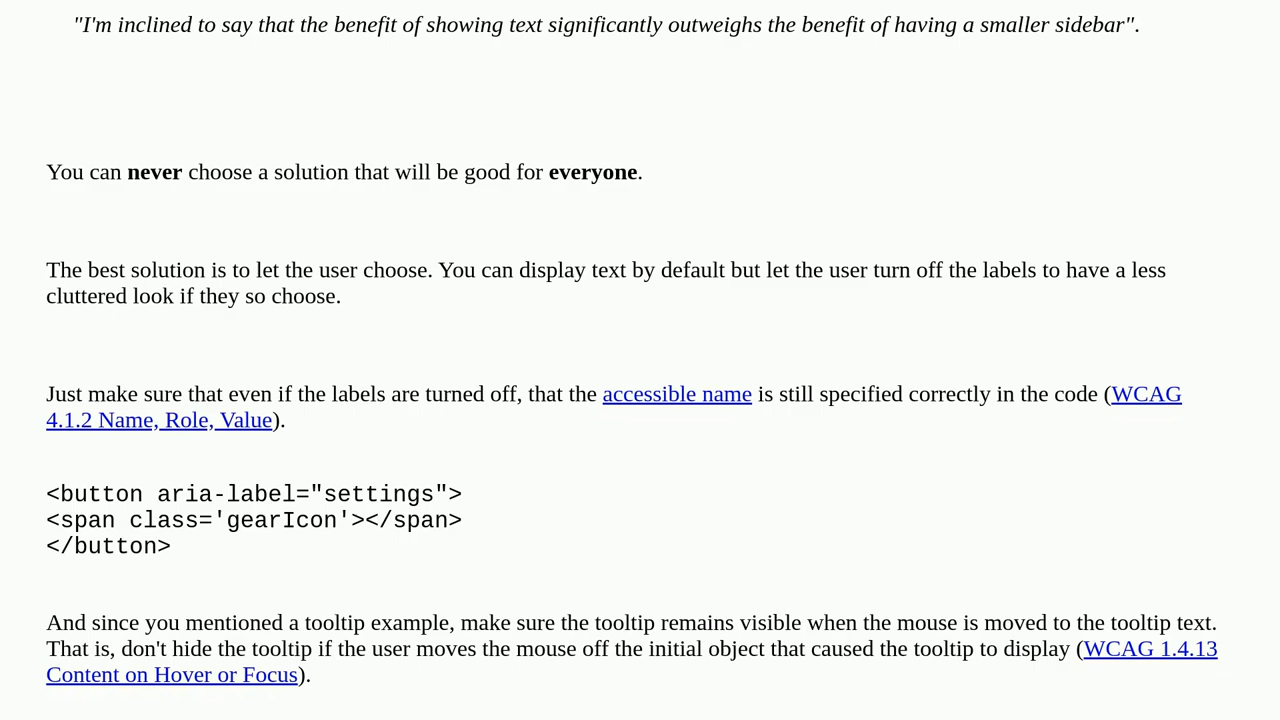 "I'm inclined to say that the benefit of showing text significantly outweighs the benefit of having a smaller sidebar".
You can never choose a solution that will be good for everyone.
The best solution is to let the user choose. You can display text by default but let the user turn off the labels to have a less
cluttered look if they so choose.
Just make sure that even if the labels are turned off, that the accessible name is still specified correctly in the code (WCAG
4.1.2 Name, Role, Value).
<button aria-label="settings">
<span class='gearIcon'></span>
</button>
And since you mentioned a tooltip example, make sure the tooltip remains visible when the mouse is moved to the tooltip text.
That is, don't hide the tooltip if the user moves the mouse off the initial object that caused the tooltip to display (WCAG 1.4.13
Content on Hover or Focus).